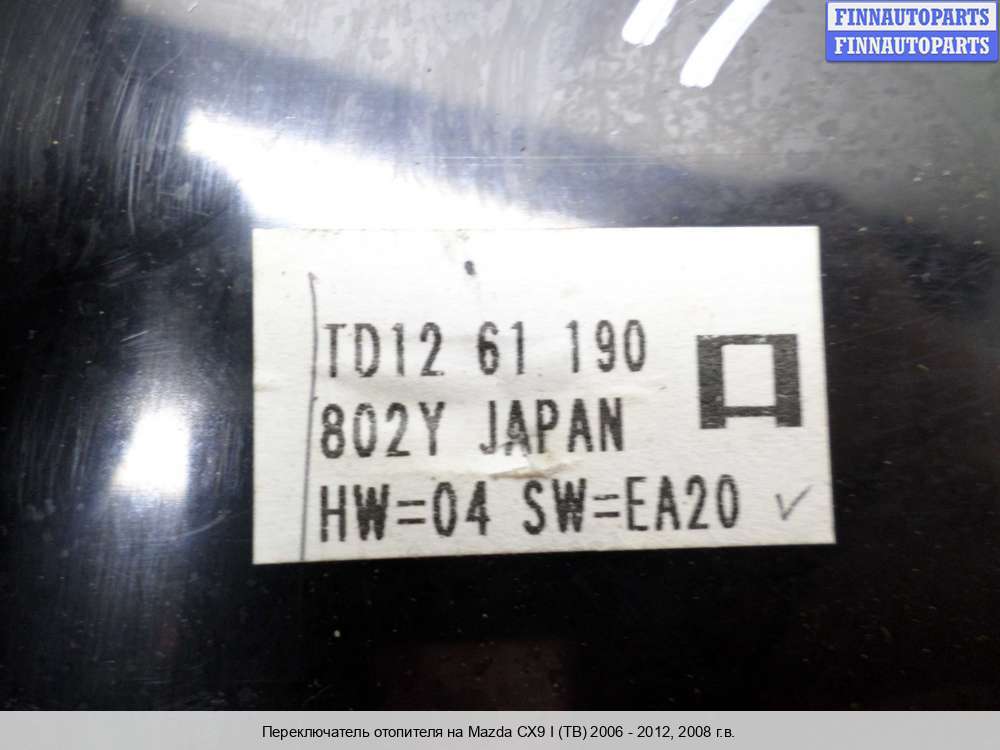 FINNAUTOPARTS
FINNAUTOPARTS
TD12 61 190
802Y JAPAN
HW=04 SW=EA20
Переключатель отопителя на Mazda CX9 I (TB) 2006 - 2012, 2008 г.в.